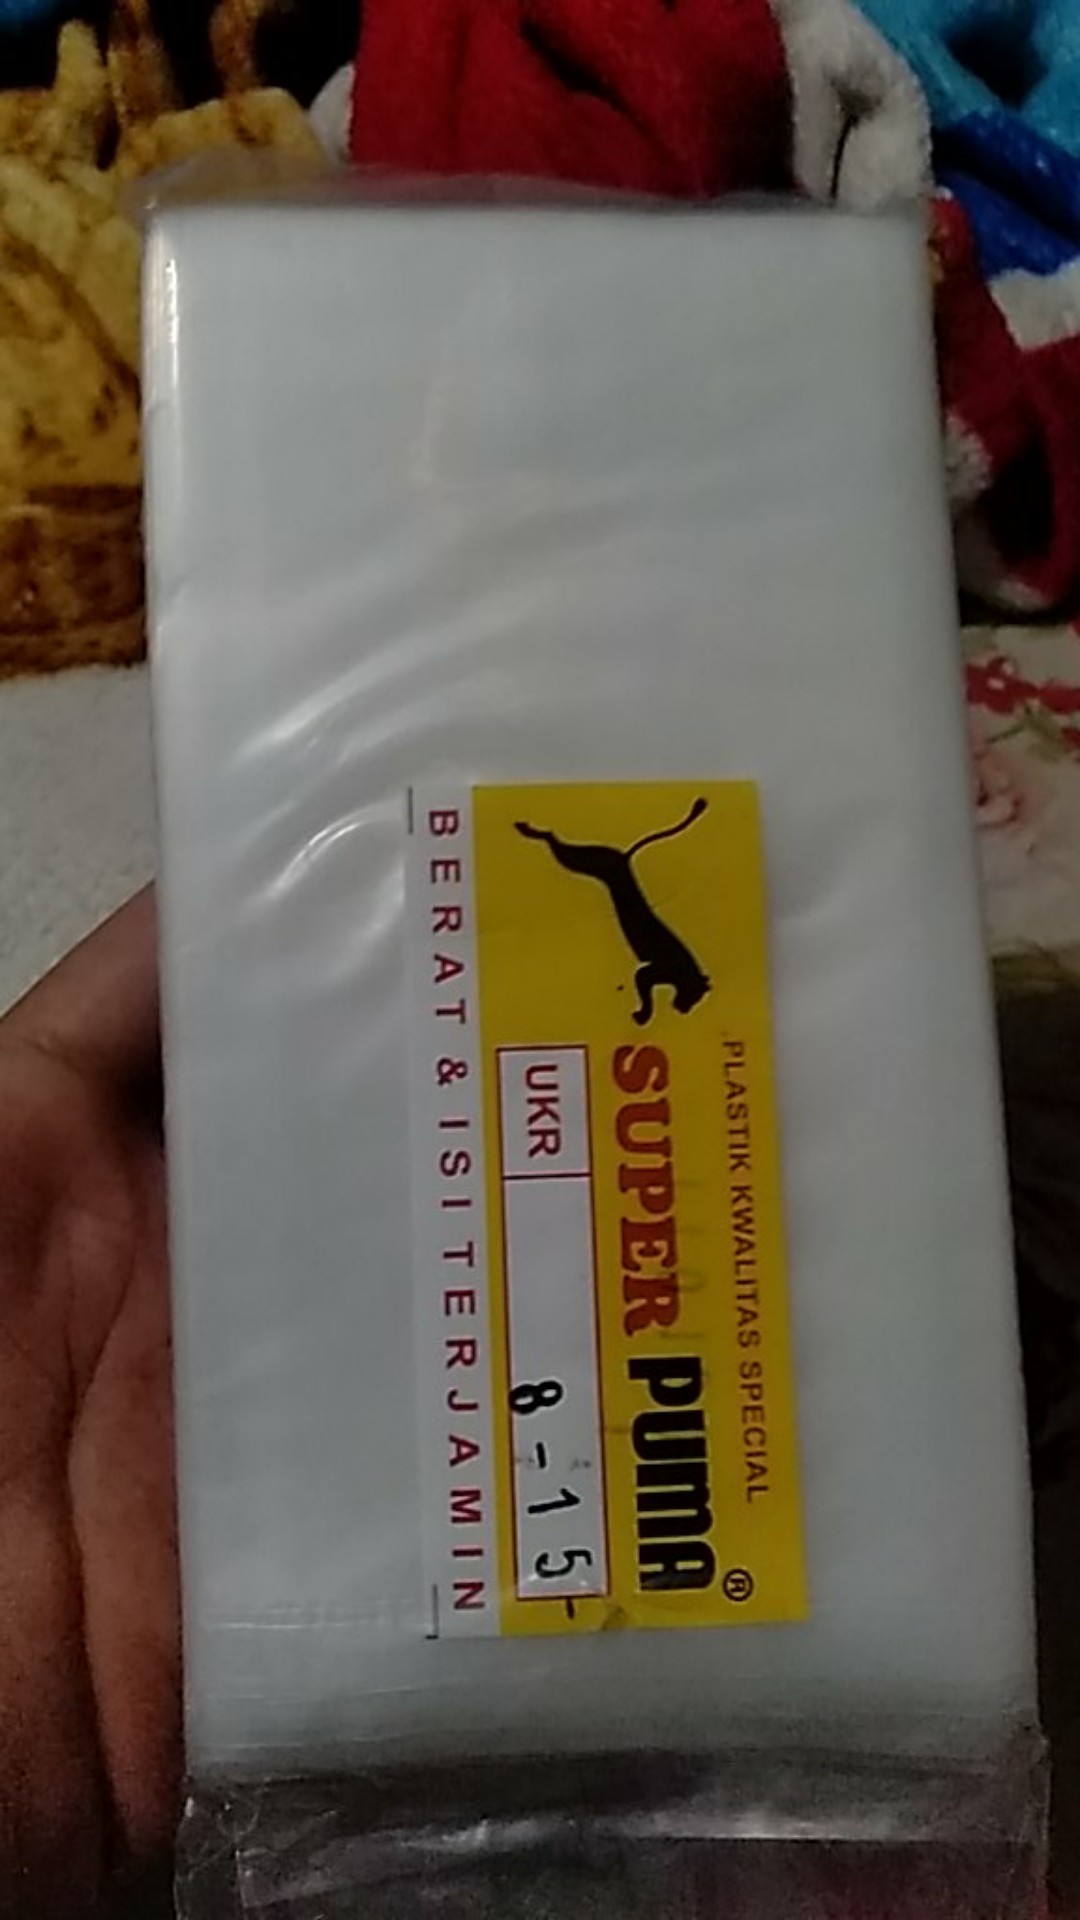 PLASTIK KWALITAS SPECIAL
SUPER PUMA ®
UKR 8-15
BERAT & ISI TERJAMIN